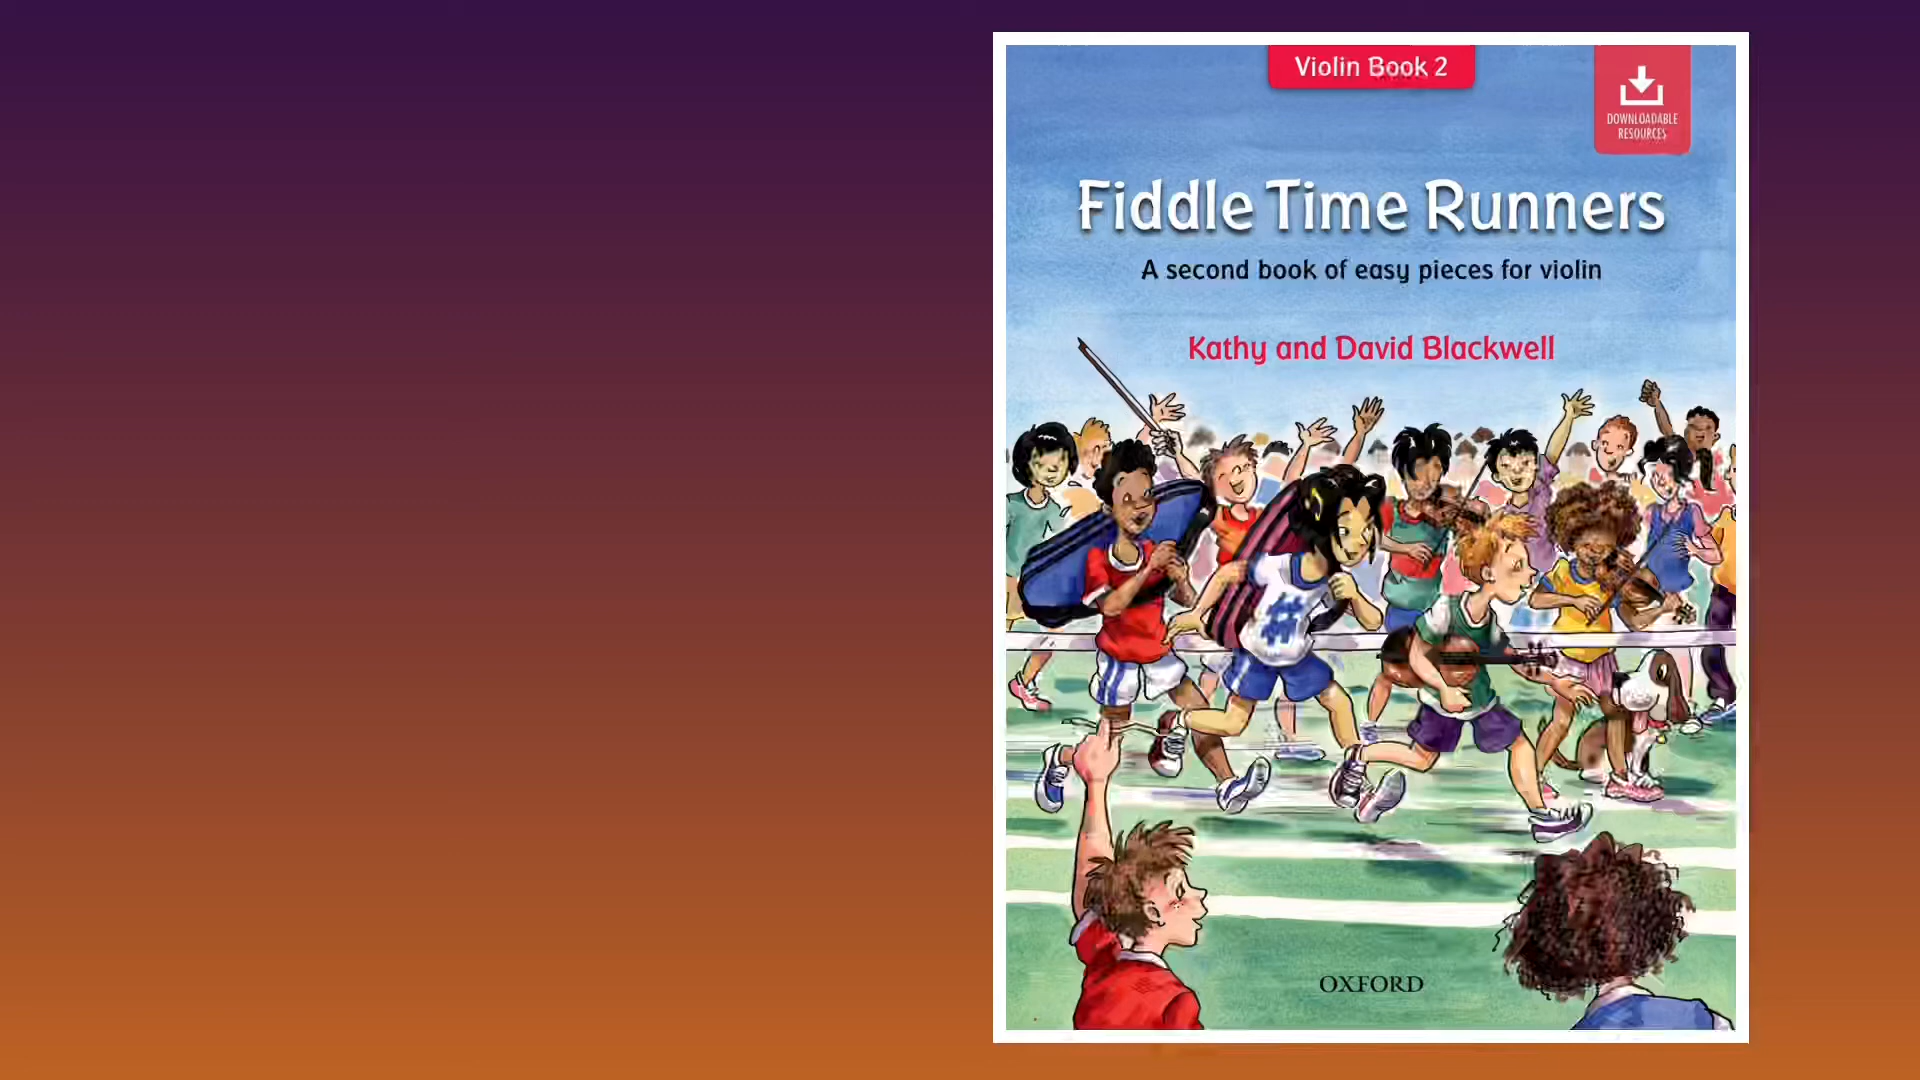 Violin Book 2
DOWNLOADABLE
RESOURCES
Fiddle Time Runners
A second book of easy pieces for violin
Kathy and David Blackwell
#
OXFORD